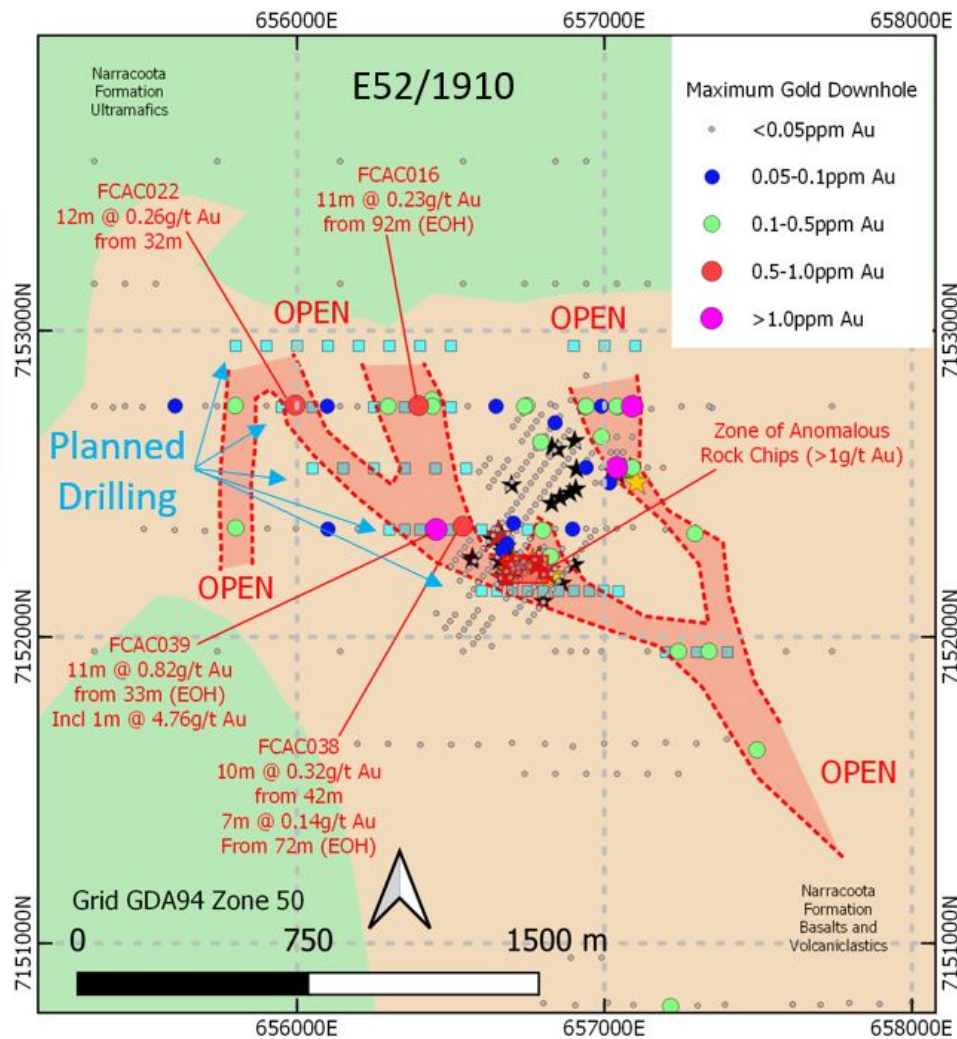 656000E
657000E
658000E
Narracoota
Formation
Ultramafics
E52/1910
Maximum Gold Downhole
<0.05ppm Au
0.05-0.1ppm Au
0.1-0.5ppm Au
0.5-1.0ppm Au
>1.0ppm Au
FCAC022
12m @ 0.26g/t Au
from 32m
FCAC016
11m @ 0.23g/t Au
from 92m (EOH)
OPEN
OPEN
7153000N
7153000N
Planned
Drilling
Zone of Anomalous
Rock Chips (>1g/t Au)
OPEN
7152000N
7152000N
FCAC039
11m @ 0.82g/t Au
from 33m (EOH)
Incl 1m @ 4.76g/t Au
FCAC038
10m @ 0.32g/t Au
from 42m
7m @ 0.14g/t Au
From 72m (EOH)
OPEN
Grid GDA94 Zone 50
0
750
1500 m
Narracoota
Formation
Basalts and
Volcaniclastics
7151000N
7151000N
656000E
657000E
658000E